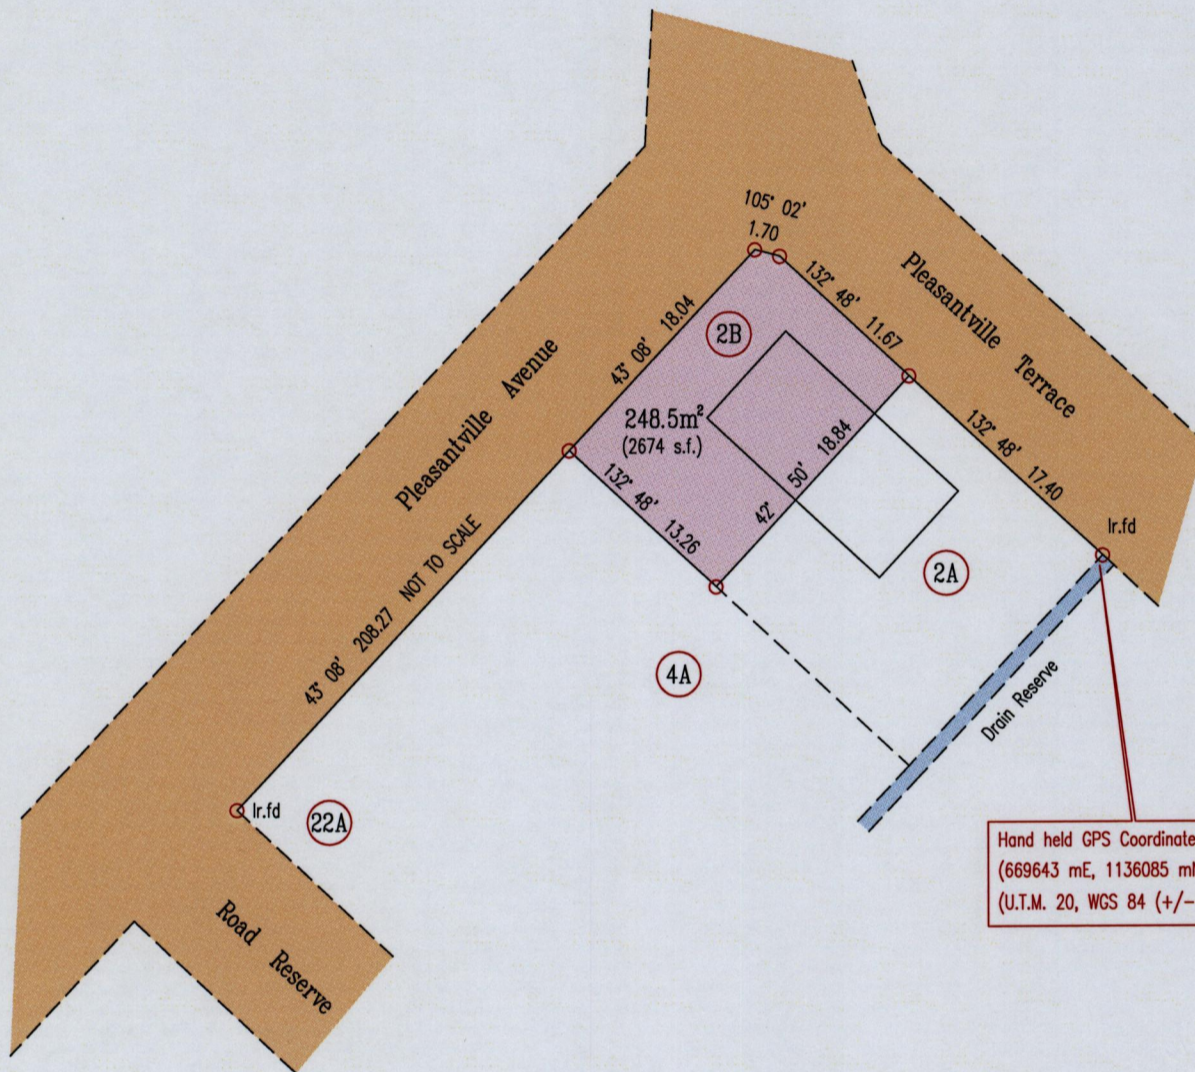 105° 02'
1.70
132° 48' 11.67
Pleasantville Terrace
43° 08' 18.04
2B
248.5m²
(2674 s.f.)
42° 50' 18.84
132° 48' 17.40
Ir.fd
Pleasantville Avenue
132° 48' 13.26
2A
43° 08' 208.27 NOT TO SCALE
4A
Drain Reserve
Ir.fd
22A
Hand held GPS Coordinate
(669643 mE, 1136085 m
(U.T.M. 20, WGS 84 (+/-
Road Reserve